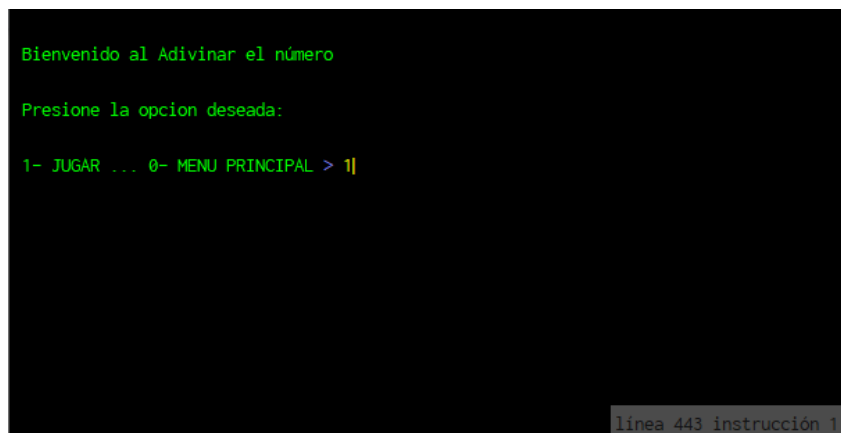 Bienvenido al Adivinar el número
Presione la opcion deseada:
1- JUGAR ... 0- MENU PRINCIPAL > 1
línea 443 instrucción 1